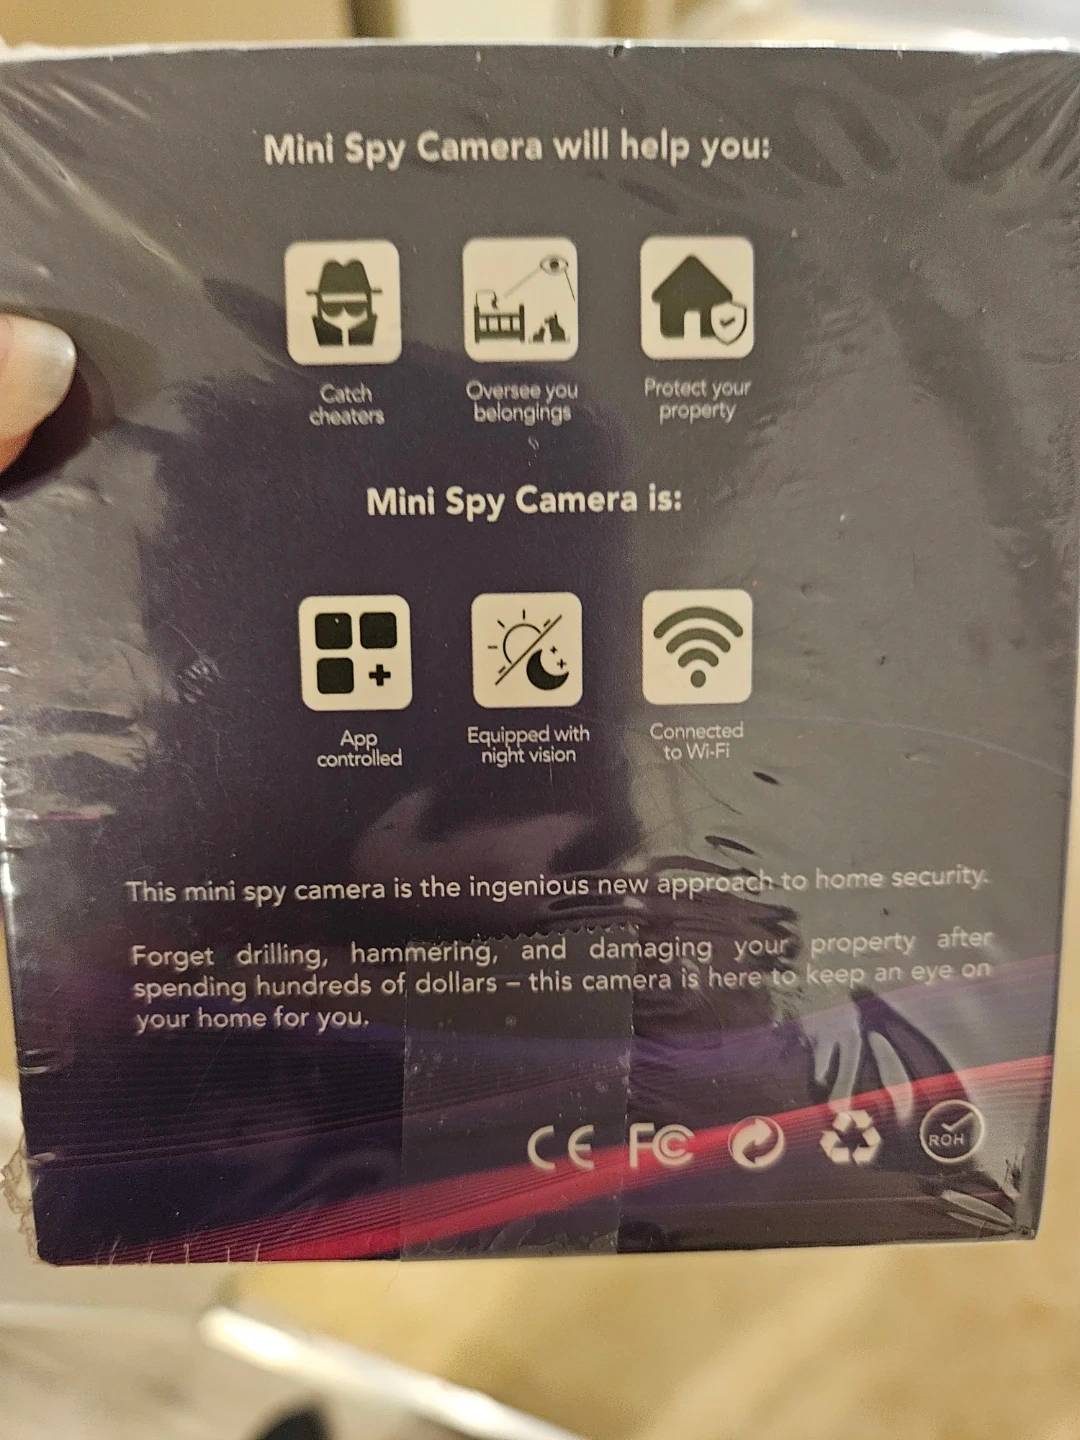 Mini Spy Camera will help you:
Catch
cheaters
Oversee you
belongings
Protect your
property
Mini Spy Camera is:
App
controlled
Equipped with
night vision
Connected
to Wi-Fi
This mini spy camera is the ingenious new approach to home security.
Forget drilling, hammering, and damaging your property after
spending hundreds of dollars – this camera is here to keep an eye on
your home for you.
CE FC ROH